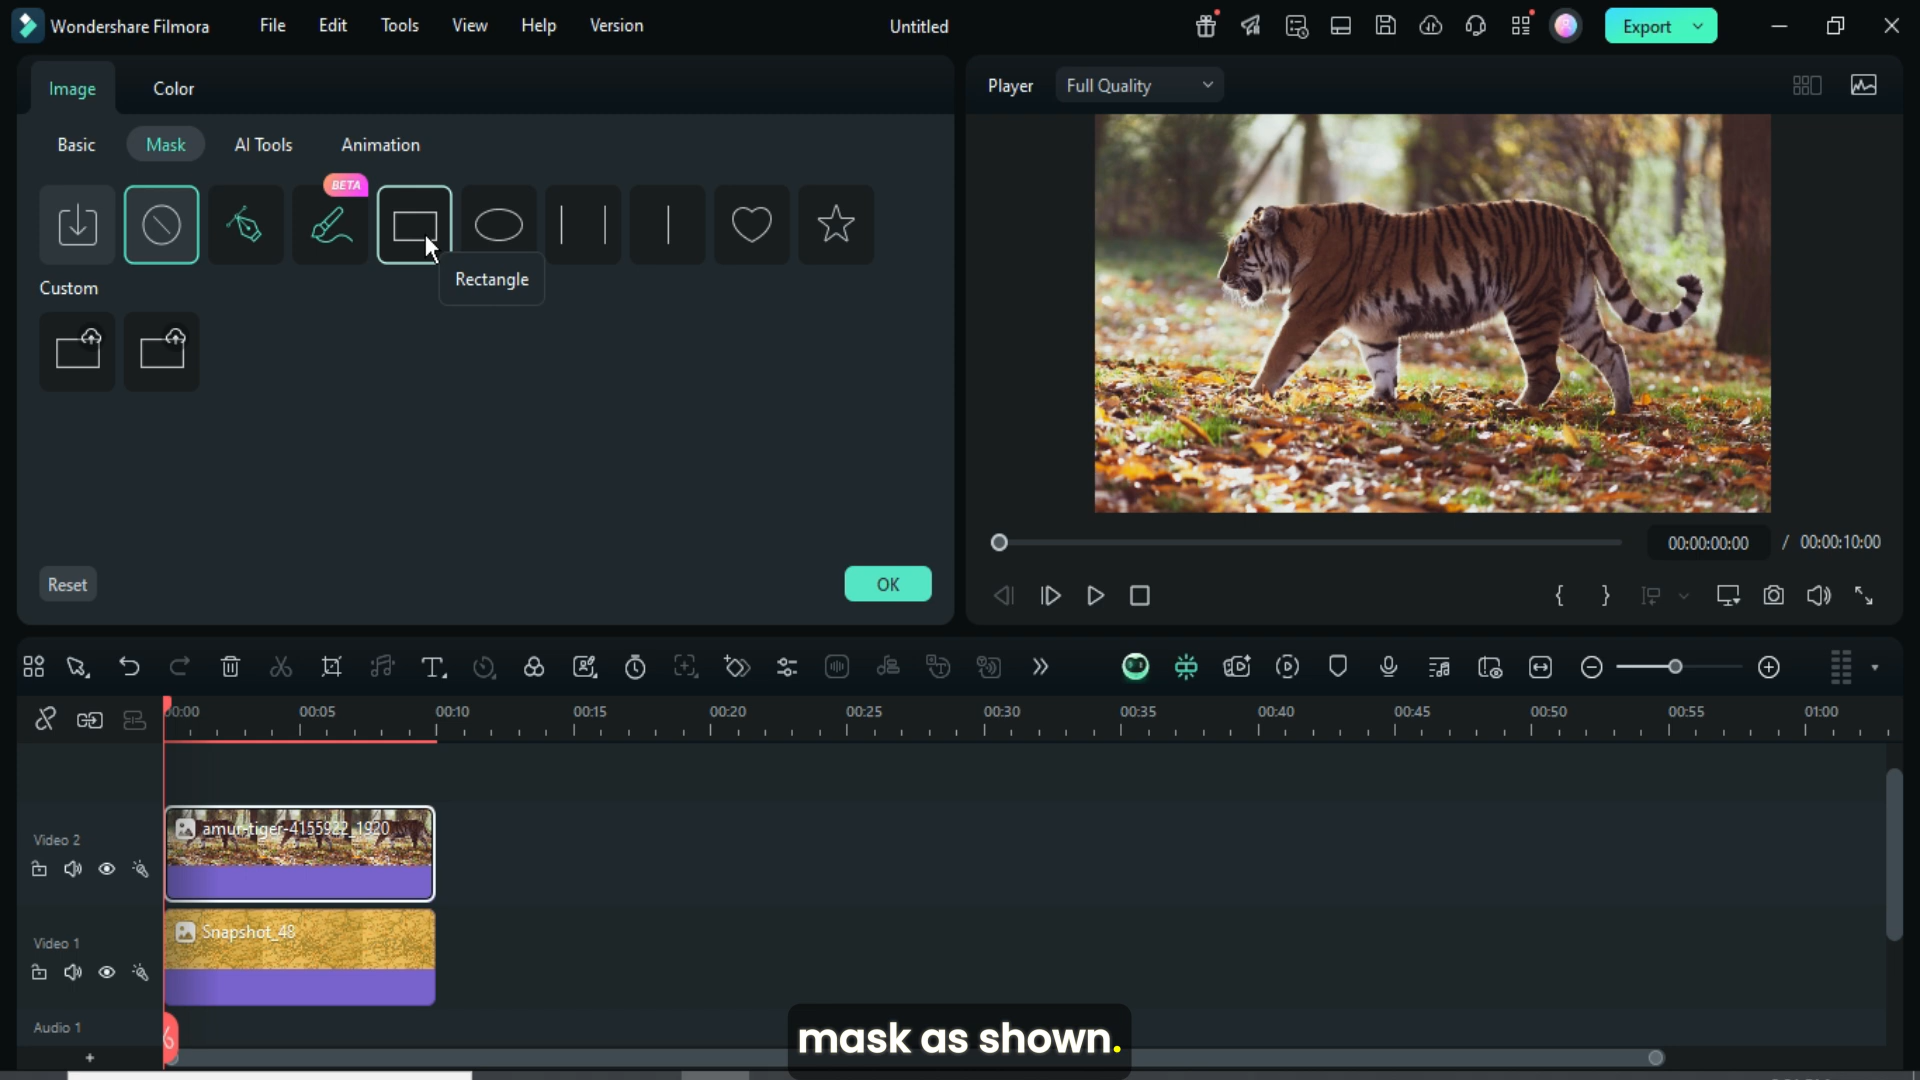 Wondershare Filmora
File
Edit
Tools
View
Help
Version
Untitled
Export
Image
Color
Player
Full Quality
Basic
Mask
AI Tools
Animation
BETA
Rectangle
Custom
Reset
OK
00:00:00:00
/ 00:00:10:00
00:00
00:05
00:10
00:15
00:20
00:25
00:30
00:35
00:40
00:45
00:50
00:55
01:00
Video 2
amur-tiger-4155922_1920
Video 1
Snapshot_48
Audio 1
mask as shown.